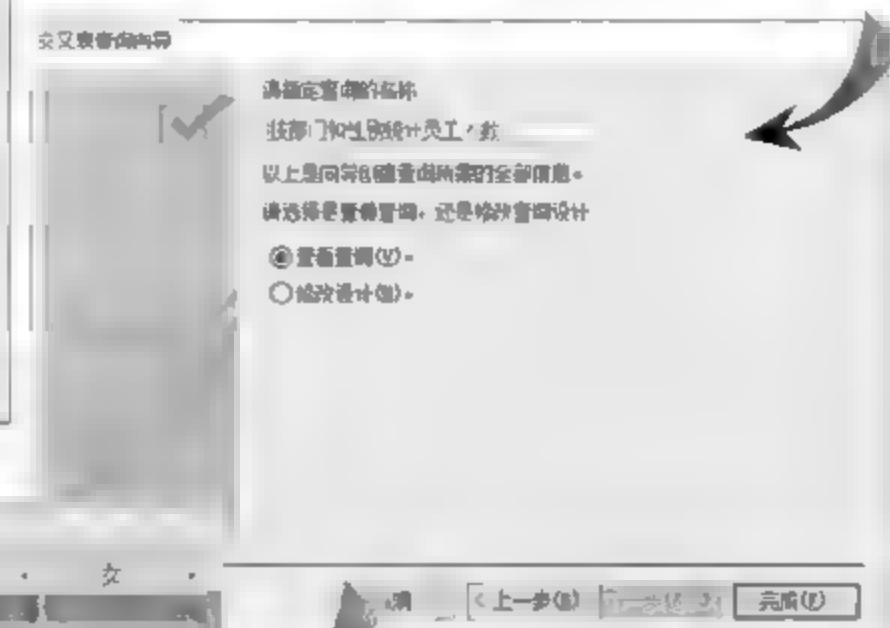 交叉表查询向导
请指定查询的名称
按部门和性别统计员工人数
以上是向导创建查询所需的全部信息。
请选择是查看查询，还是修改查询设计
查看查询(V)。
修改设计(M)。
交
消 < 上一步(B) 完成(F)